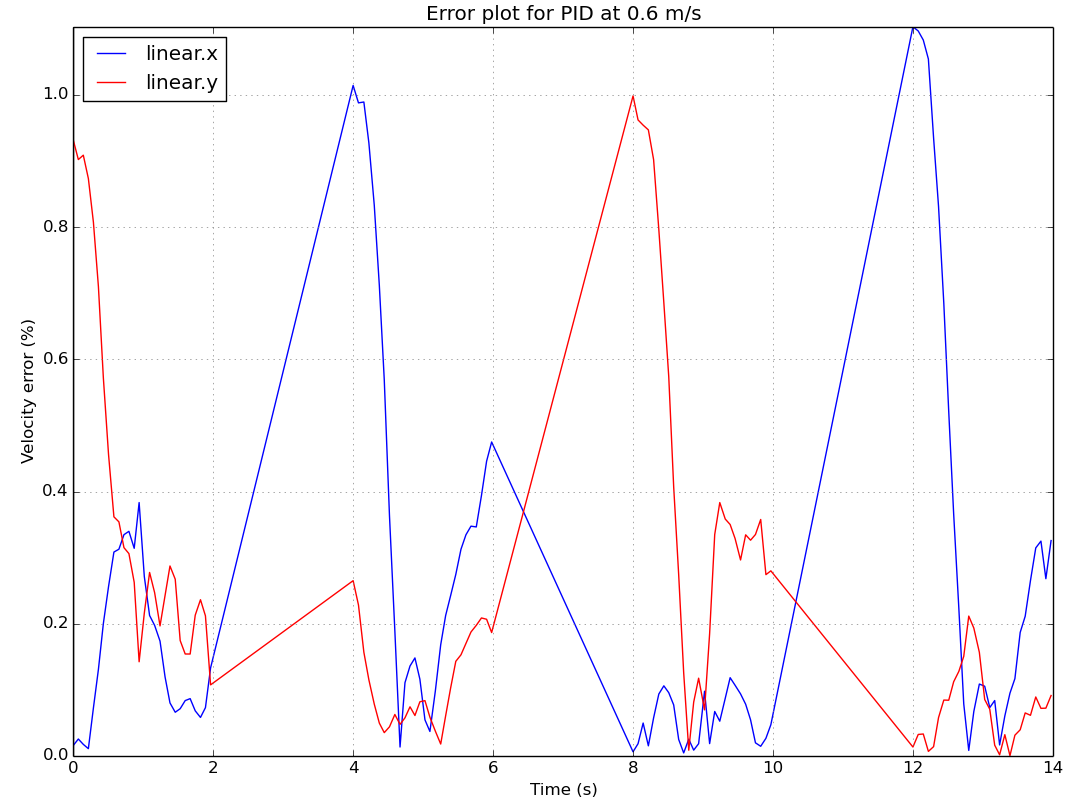 Error plot for PID at 0.6 m/s
linear.x
linear.y
1.0
0.8
0.6
0.4
0.2
0.0
Velocity error (%)
0 2 4 6 8 10 12 14
Time (s)